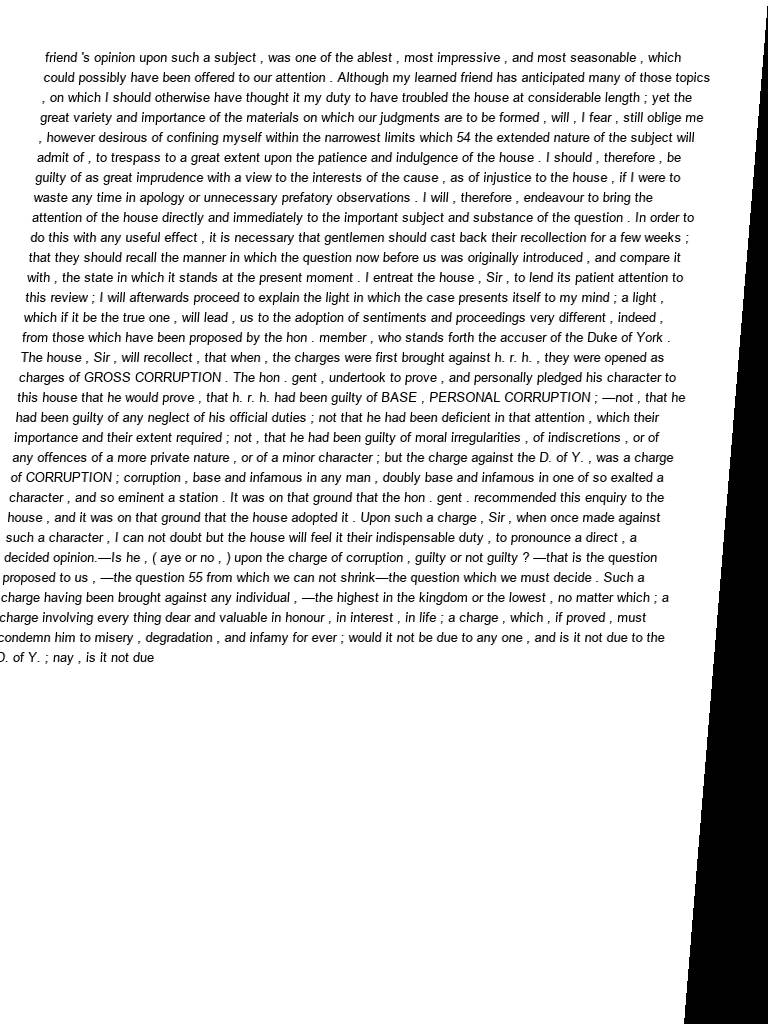 friend 's opinion upon such a subject , was one of the ablest , most impressive , and most seasonable , which
could possibly have been offered to our attention . Although my learned friend has anticipated many of those topics
, on which I should otherwise have thought it my duty to have troubled the house at considerable length ; yet the
great variety and importance of the materials on which our judgments are to be formed , will , I fear , still oblige me
, however desirous of confining myself within the narrowest limits which 54 the extended nature of the subject will
admit of , to trespass to a great extent upon the patience and indulgence of the house . I should , therefore , be
guilty of as great imprudence with a view to the interests of the cause , as of injustice to the house , if I were to
waste any time in apology or unnecessary prefatory observations . I will , therefore , endeavour to bring the
attention of the house directly and immediately to the important subject and substance of the question . In order to
do this with any useful effect , it is necessary that gentlemen should cast back their recollection for a few weeks ;
that they should recall the manner in which the question now before us was originally introduced , and compare it
with , the state in which it stands at the present moment . I entreat the house , Sir , to lend its patient attention to
this review ; I will afterwards proceed to explain the light in which the case presents itself to my mind ; a light ,
which if it be the true one , will lead , us to the adoption of sentiments and proceedings very different , indeed ,
from those which have been proposed by the hon . member , who stands forth the accuser of the Duke of York .
The house , Sir , will recollect , that when , the charges were first brought against h. r. h. , they were opened as
charges of GROSS CORRUPTION . The hon . gent , undertook to prove , and personally pledged his character to
this house that he would prove , that h. r. h. had been guilty of BASE , PERSONAL CORRUPTION ; —not , that he
had been guilty of any neglect of his official duties ; not that he had been deficient in that attention , which their
importance and their extent required ; not , that he had been guilty of moral irregularities , of indiscretions , or of
any offences of a more private nature , or of a minor character ; but the charge against the D. of Y. , was a charge
of CORRUPTION ; corruption , base and infamous in any man , doubly base and infamous in one of so exalted a
character , and so eminent a station . It was on that ground that the hon . gent . recommended this enquiry to the
house , and it was on that ground that the house adopted it . Upon such a charge , Sir , when once made against
such a character , I can not doubt but the house will feel it their indispensable duty , to pronounce a direct , a
decided opinion.—Is he , ( aye or no , ) upon the charge of corruption , guilty or not guilty ? —that is the question
proposed to us , —the question 55 from which we can not shrink—the question which we must decide . Such a
charge having been brought against any individual , —the highest in the kingdom or the lowest , no matter which ; a
charge involving every thing dear and valuable in honour , in interest , in life ; a charge , which , if proved , must
condemn him to misery , degradation , and infamy for ever ; would it not be due to any one , and is it not due to the
D. of Y. ; nay , is it not due